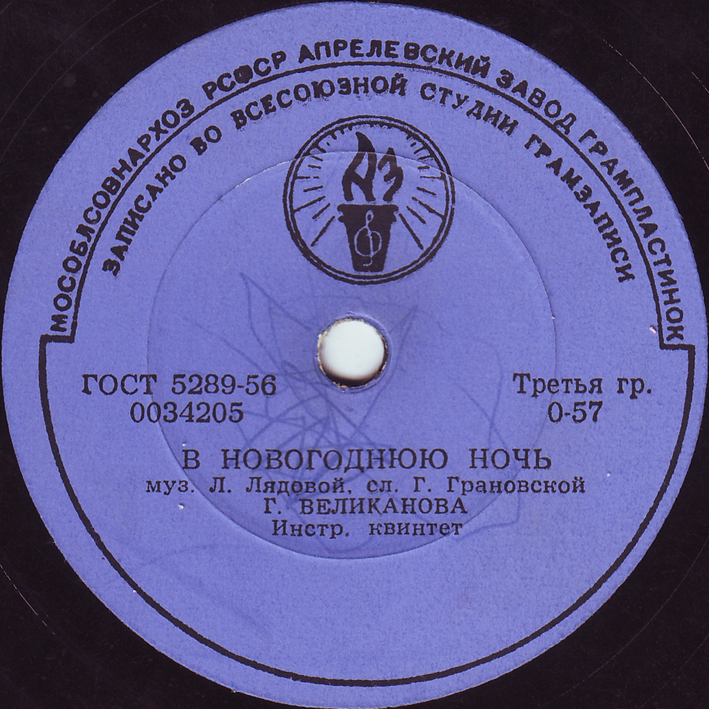 МОСОБЛСОВНАРХОЗ РСФСР АПРЕЛЕВСКИЙ ЗАВОД ГРАМПЛАСТИНОК
ЗАПИСАНО ВО ВСЕСОЮЗНОЙ СТУДИИ ГРАМЗАПИСИ
АЗ
ГОСТ 5289-56 Третья гр.
0034205 0-57
В НОВОГОДНЮЮ НОЧЬ
муз. Л. Лядовой, сл. Г. Грановской
Г. ВЕЛИКАНОВА
Инстр. квинтет